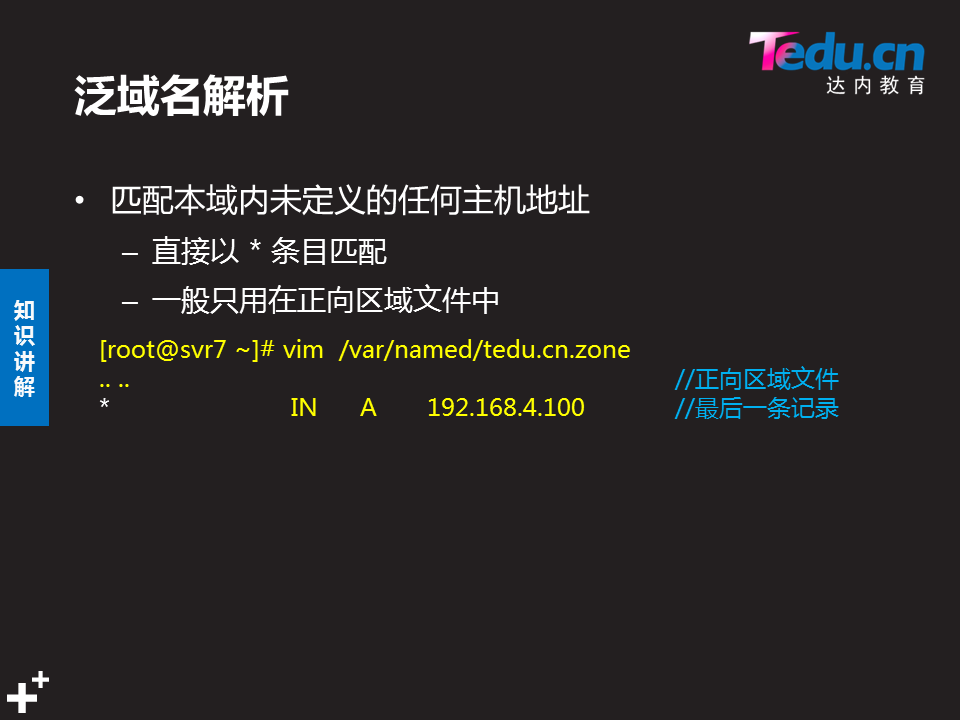 Tedu.cn
达内教育
泛域名解析
• 匹配本域内未定义的任何主机地址
– 直接以 * 条目匹配
– 一般只用在正向区域文件中
知识讲解
[root@svr7 ~]# vim /var/named/tedu.cn.zone
.. .. //正向区域文件
* IN A 192.168.4.100 //最后一条记录